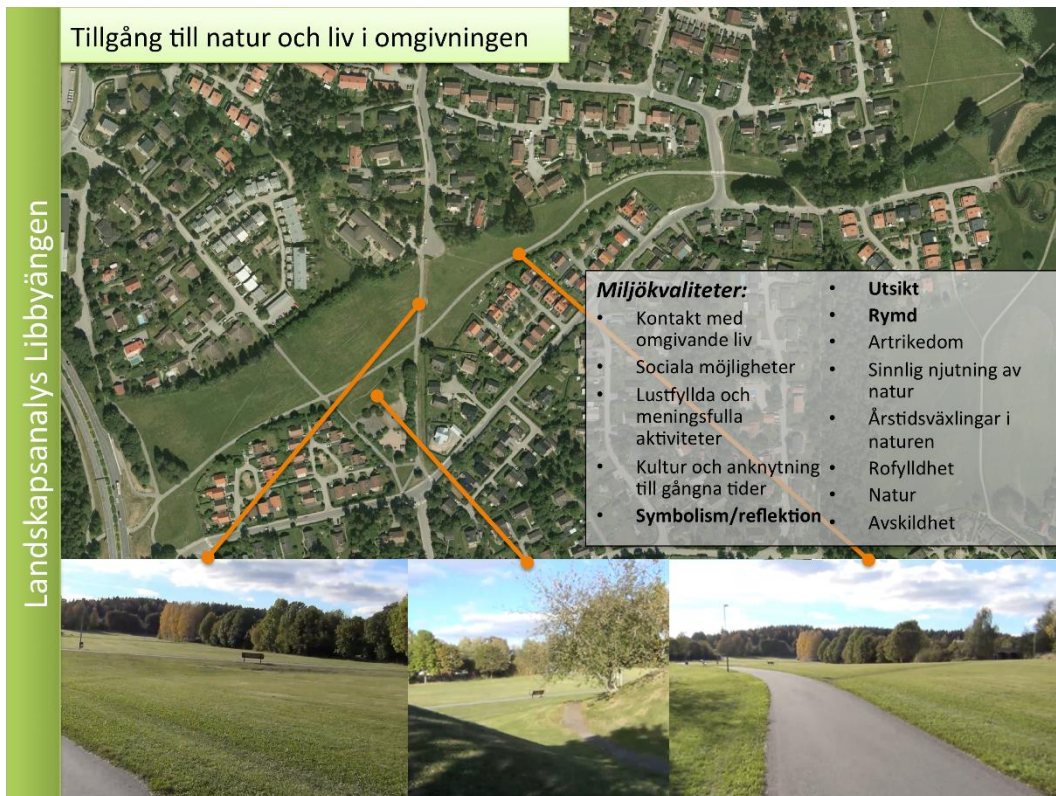 Tillgång till natur och liv i omgivningen
Landskapsanalys Libbyängen
Miljökvaliteter:
• Kontakt med
omgivande liv
• Sociala möjligheter
• Lustfyllda och
meningsfulla
aktiviteter
• Kultur och anknytning
till gångna tider
• Symbolism/reflektion
• Utsikt
• Rymd
• Artrikedom
• Sinnlig njutning av
natur
• Årstidsväxlingar i
naturen
• Rofylldhet
• Natur
• Avskildhet